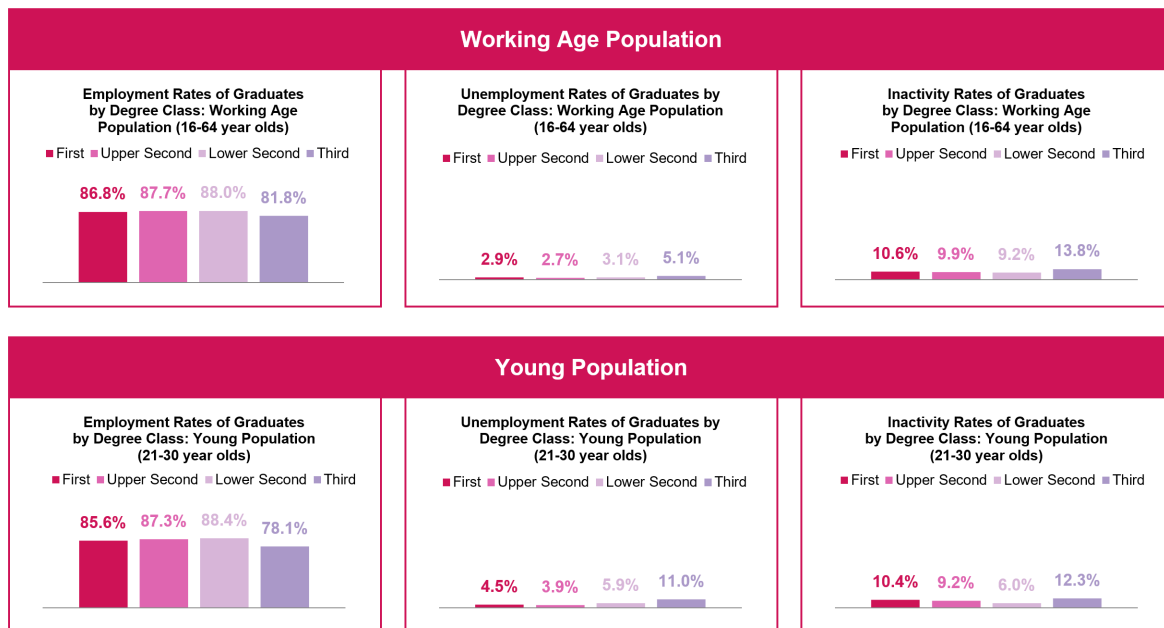 Working Age Population
Employment Rates of Graduates
by Degree Class: Working Age
Population (16-64 year olds)
First Upper Second Lower Second Third
86.8% 87.7% 88.0% 81.8%
Unemployment Rates of Graduates by
Degree Class: Working Age Population
(16-64 year olds)
First Upper Second Lower Second Third
2.9% 2.7% 3.1% 5.1%
Inactivity Rates of Graduates
by Degree Class: Working Age
Population (16-64 year olds)
First Upper Second Lower Second Third
10.6% 9.9% 9.2% 13.8%
Young Population
Employment Rates of Graduates
by Degree Class: Young Population
(21-30 year olds)
First Upper Second Lower Second Third
85.6% 87.3% 88.4% 78.1%
Unemployment Rates of Graduates by
Degree Class: Young Population
(21-30 year olds)
First Upper Second Lower Second Third
4.5% 3.9% 5.9% 11.0%
Inactivity Rates of Graduates
by Degree Class: Young Population
(21-30 year olds)
First Upper Second Lower Second Third
10.4% 9.2% 6.0% 12.3%